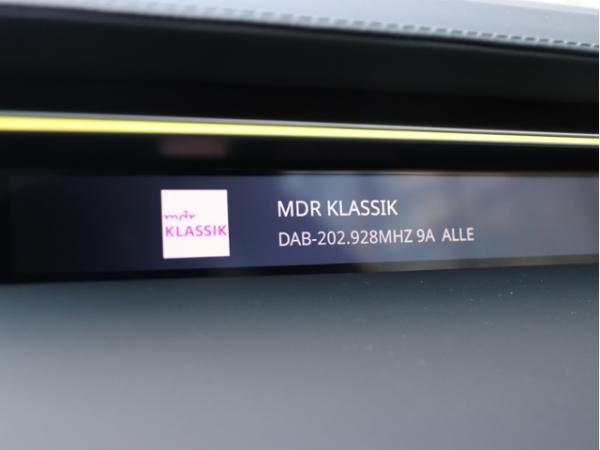 mdr
KLASSIK
MDR KLASSIK
DAB-202.928MHZ 9A ALLE